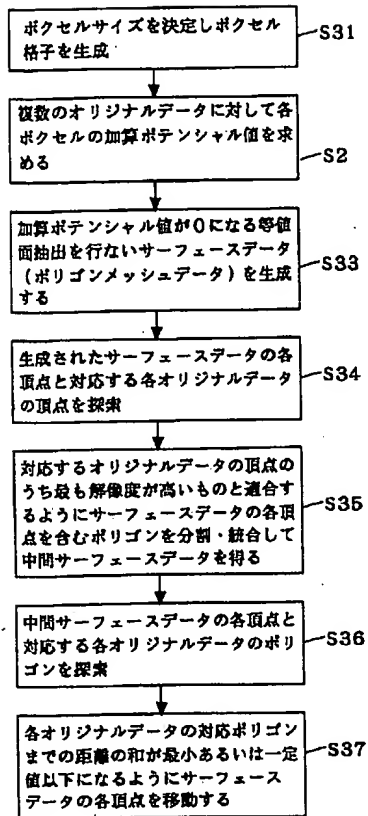 ボクセルサイズを決定しボクセル
格子を生成
S31
複数のオリジナルデータに対して各
ボクセルの加算ポテンシャル値を求
める
S2
加算ポテンシャル値が0になる等値
面抽出を行ないサーフェースデータ
(ポリゴンメッシュデータ)を生成
する
S33
生成されたサーフェースデータの各
頂点と対応する各オリジナルデータ
の頂点を探索
S34
対応するオリジナルデータの頂点の
うち最も解像度が高いものと適合す
るようにサーフェースデータの各頂
点を含むポリゴンを分割・統合して
中間サーフェースデータを得る
S35
中間サーフェースデータの各頂点と
対応する各オリジナルデータのポリ
ゴンを探索
S36
各オリジナルデータの対応ポリゴン
までの距離の和が最小あるいは一定
値以下になるようにサーフェース
データの各頂点を移動する
S37